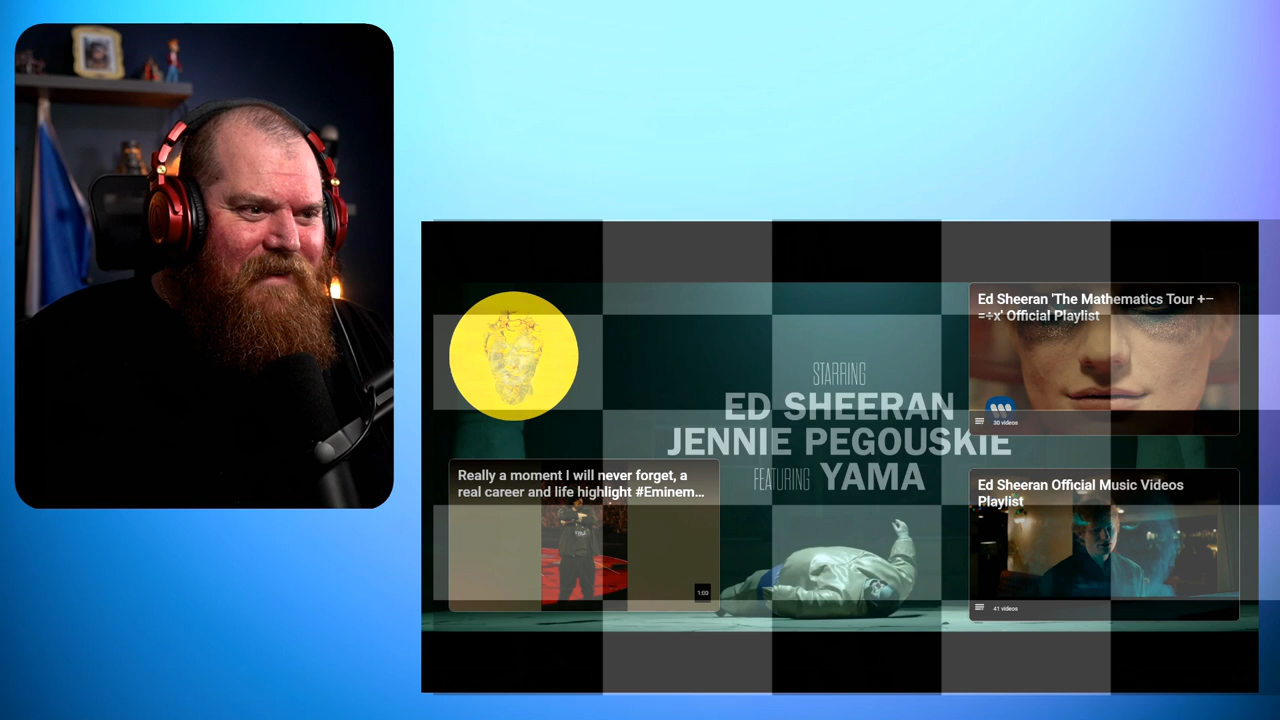 Ed Sheeran 'The Mathematics Tour +−
=÷x' Official Playlist
30 videos
STARRING
ED SHEERAN
JENNIE PEGOUSKIE
FEATURING YAMA
Really a moment I will never forget, a
real career and life highlight #Eminem...
1:00
Ed Sheeran Official Music Videos
Playlist
41 videos